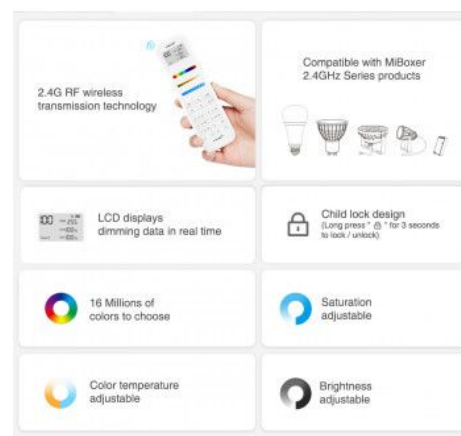 2.4G RF wireless
transmission technology
Compatible with MiBoxer
2.4GHz Series products
LCD displays
dimming data in real time
Child lock design
(Long press " " for 3 seconds
to lock / unlock)
16 Millions of
colors to choose
Saturation
adjustable
Color temperature
adjustable
Brightness
adjustable